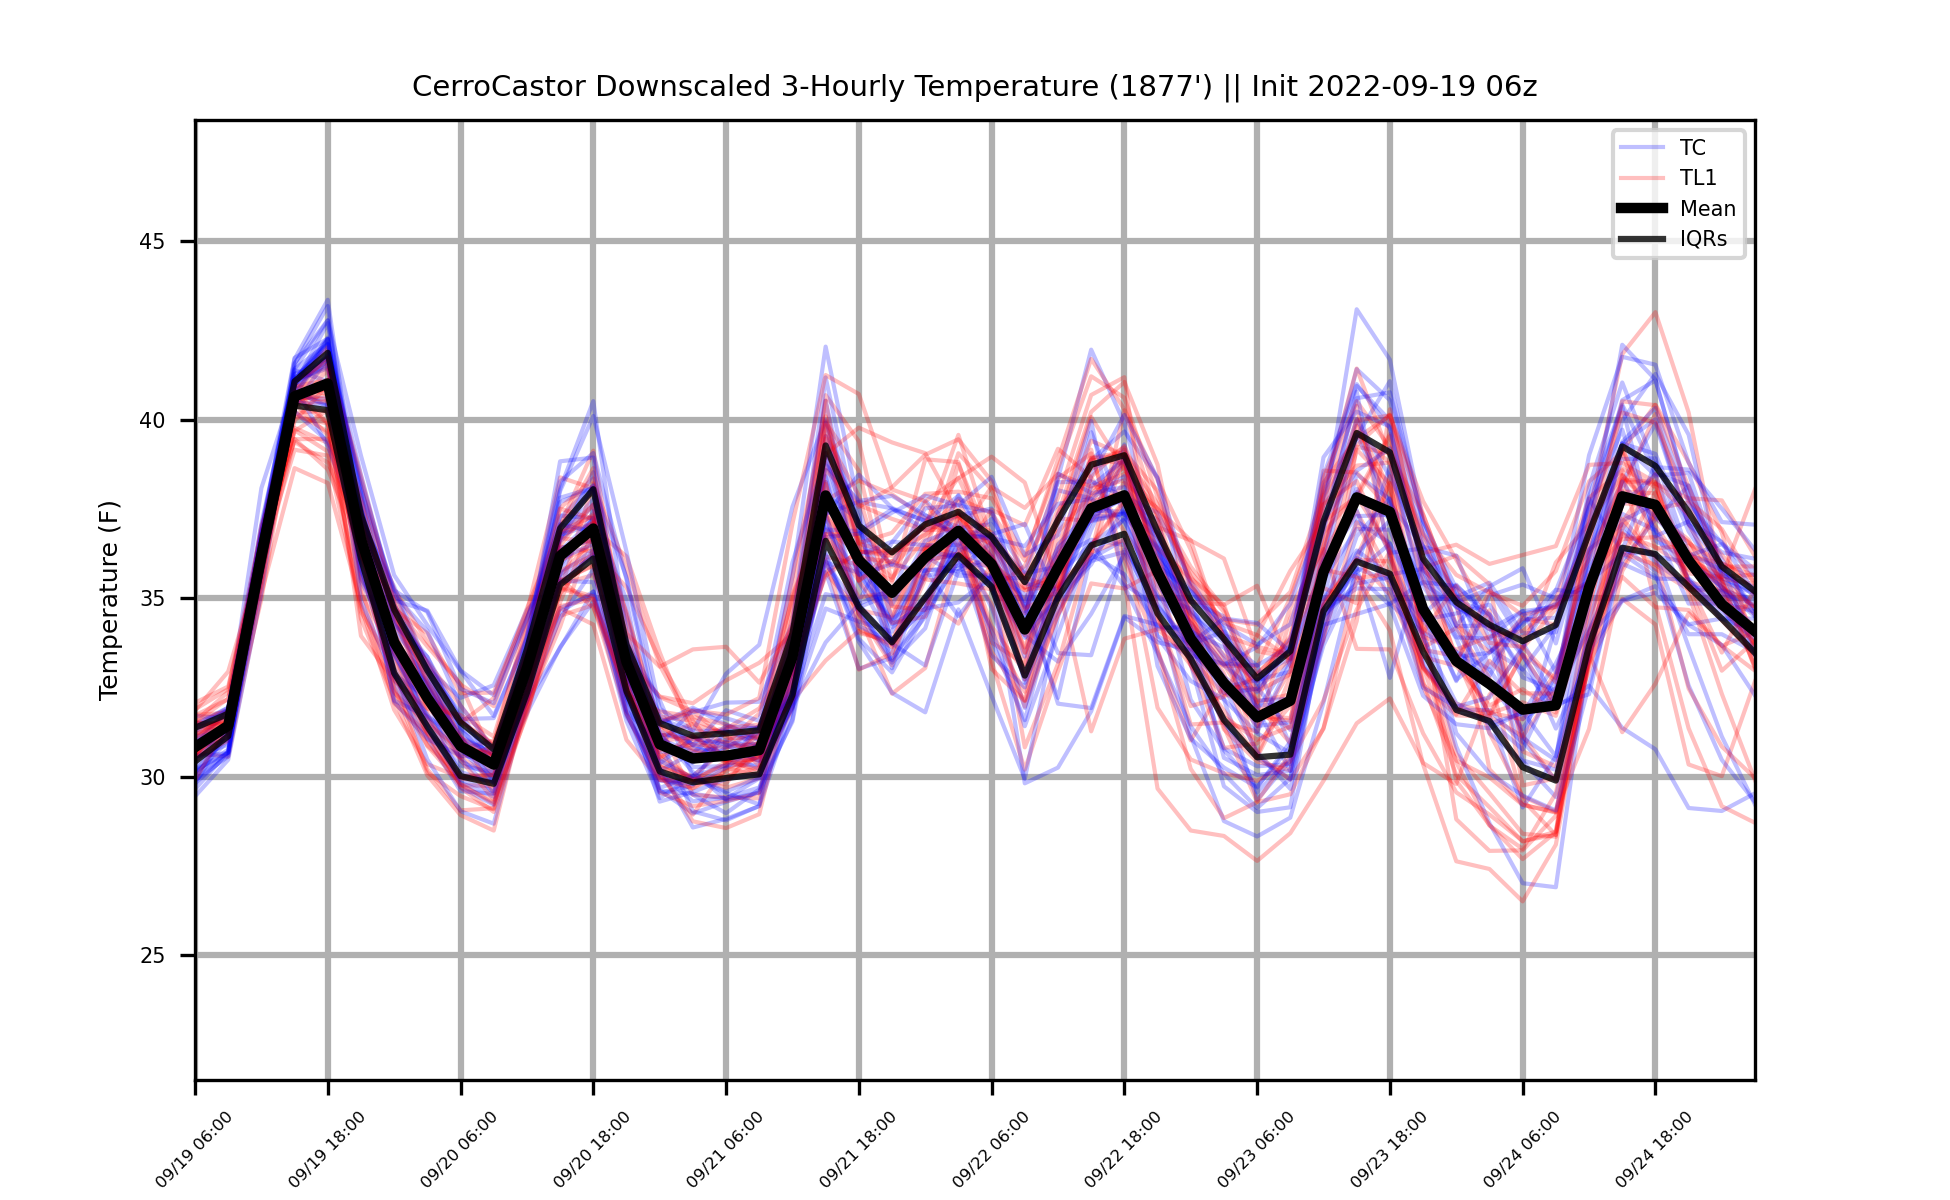 CerroCastor Downscaled 3-Hourly Temperature (1877') || Init 2022-09-19 06z
TC
TL1
Mean
IQRs
Temperature (F)
45
40
35
30
25
09/19 06:00
09/19 18:00
09/20 06:00
09/20 18:00
09/21 06:00
09/21 18:00
09/22 06:00
09/22 18:00
09/23 06:00
09/23 18:00
09/24 06:00
09/24 18:00